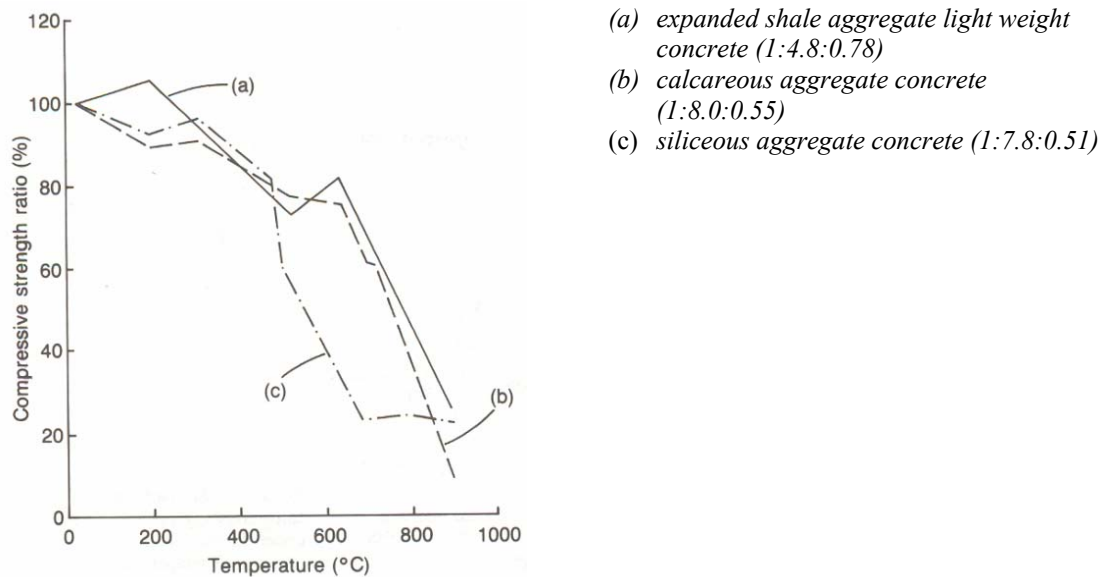 120
100
80
60
40
20
0
0 200 400 600 800 1000
Compressive strength ratio (%)
Temperature (°C)
(a)
(b)
(c)
(a) expanded shale aggregate light weight
concrete (1:4.8:0.78)
(b) calcareous aggregate concrete
(1:8.0:0.55)
(c) siliceous aggregate concrete (1:7.8:0.51)